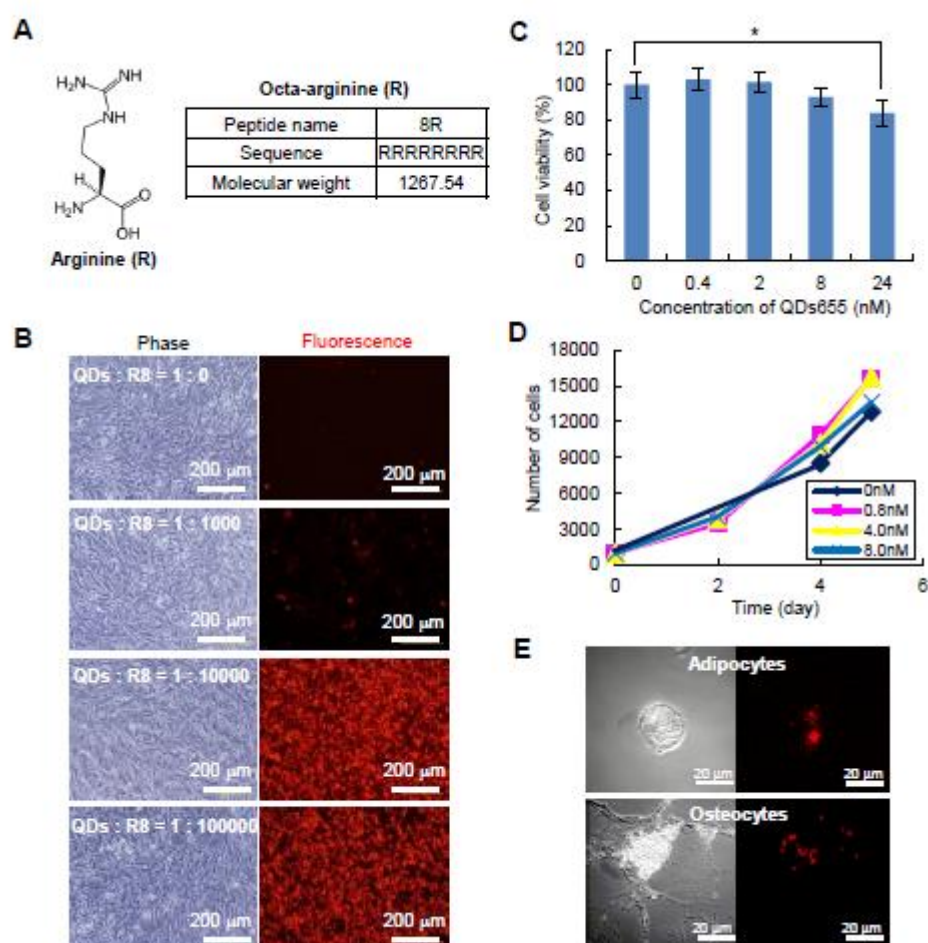 A
H₂N
NH
NH
H,
H₂N
O
OH
Arginine (R)
Octa-arginine (R)
Peptide name 8R
Sequence RRRRRRRR
Molecular weight 1267.54
B
Phase Fluorescence
QDs : R8 = 1 : 0
200 µm 200 µm
QDs : R8 = 1 : 1000
200 µm 200 µm
QDs : R8 = 1 : 10000
200 µm 200 µm
QDs : R8 = 1 : 100000
200 µm 200 µm
C
*
Cell viability (%)
120
100
80
60
40
20
0
0 0.4 2 8 24
Concentration of QDs655 (nM)
D
Number of cells
18000
15000
12000
9000
6000
3000
0
0 2 4 6
Time (day)
0nM
0.8nM
4.0nM
8.0nM
E
Adipocytes
20 µm 20 µm
Osteocytes
20 µm 20 µm